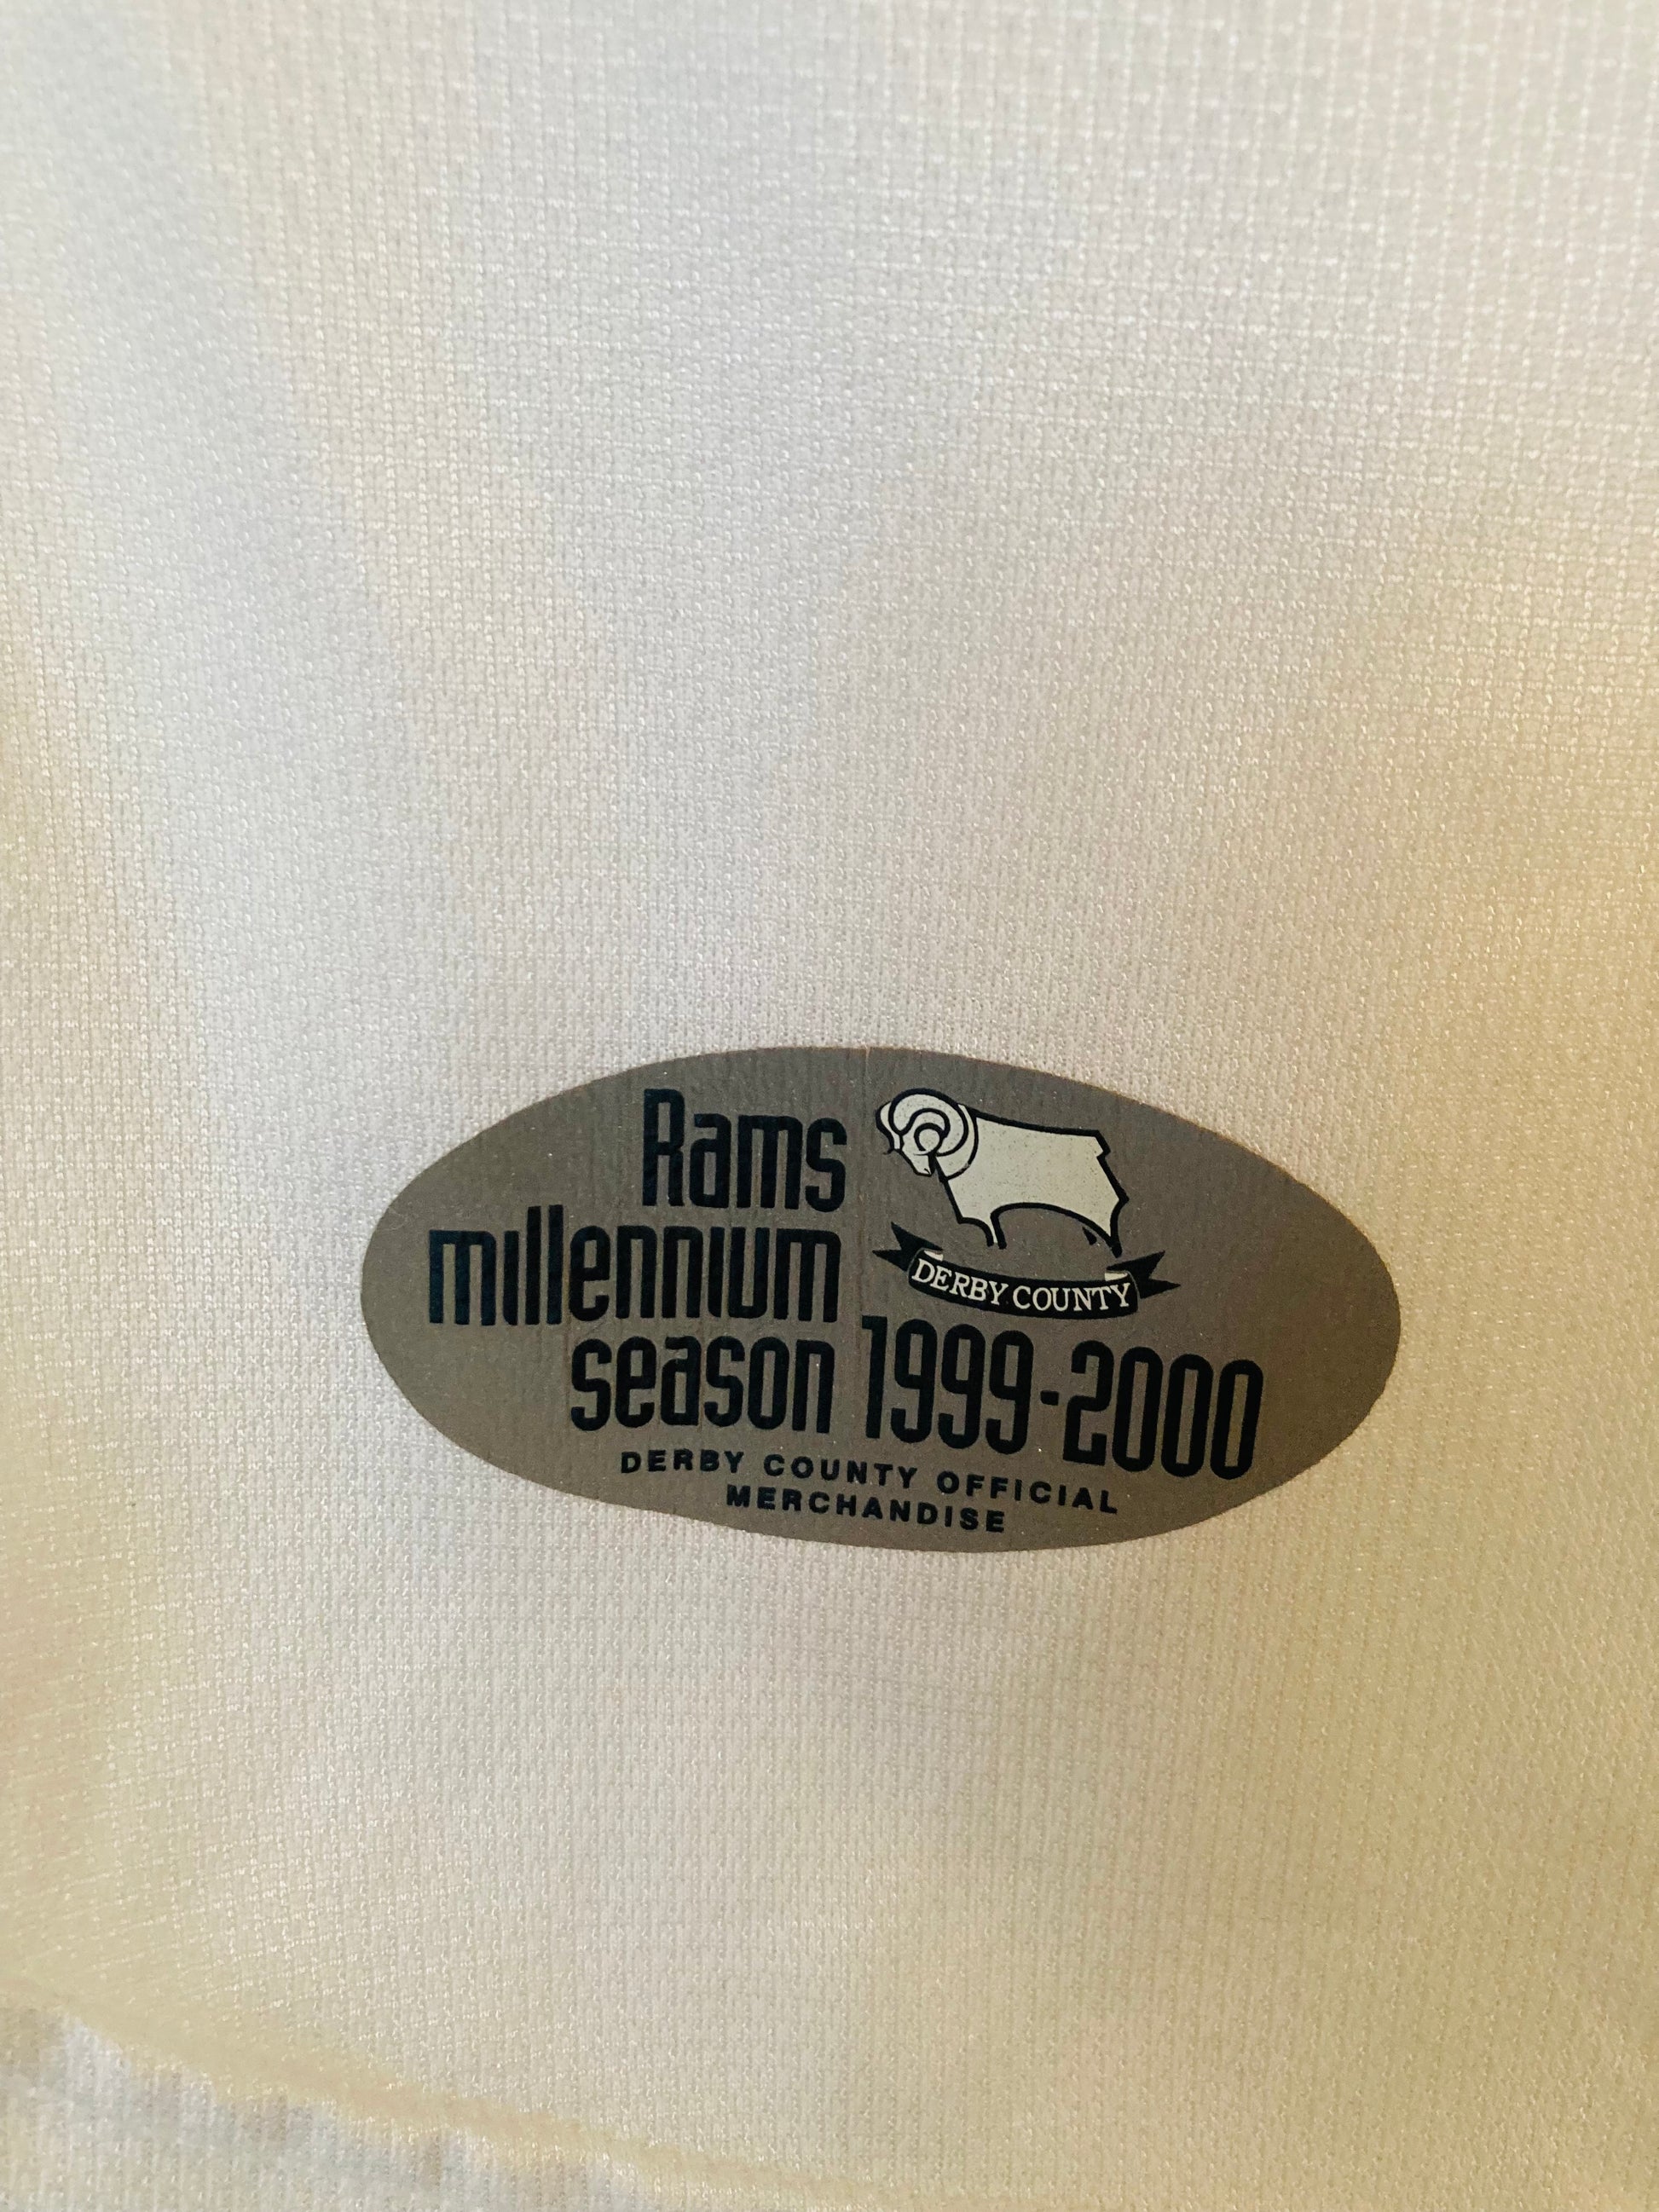 Rams
millennium
season 1999-2000
DERBY COUNTY
DERBY COUNTY OFFICIAL
MERCHANDISE